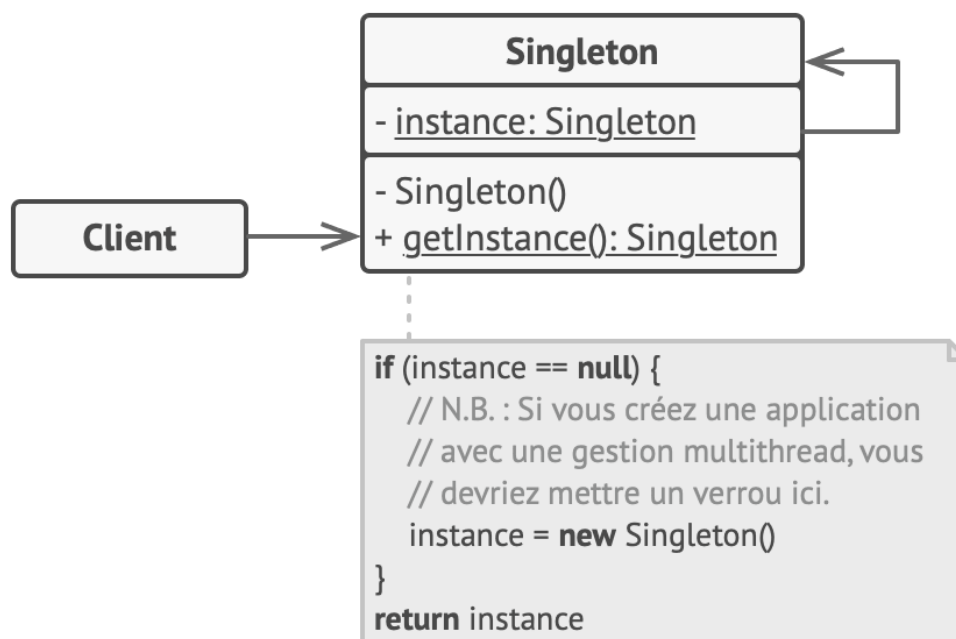 Singleton
- instance: Singleton
- Singleton()
+ getInstance(): Singleton
Client
if (instance == null) {
// N.B. : Si vous créez une application
// avec une gestion multithread, vous
// devriez mettre un verrou ici.
instance = new Singleton()
}
return instance